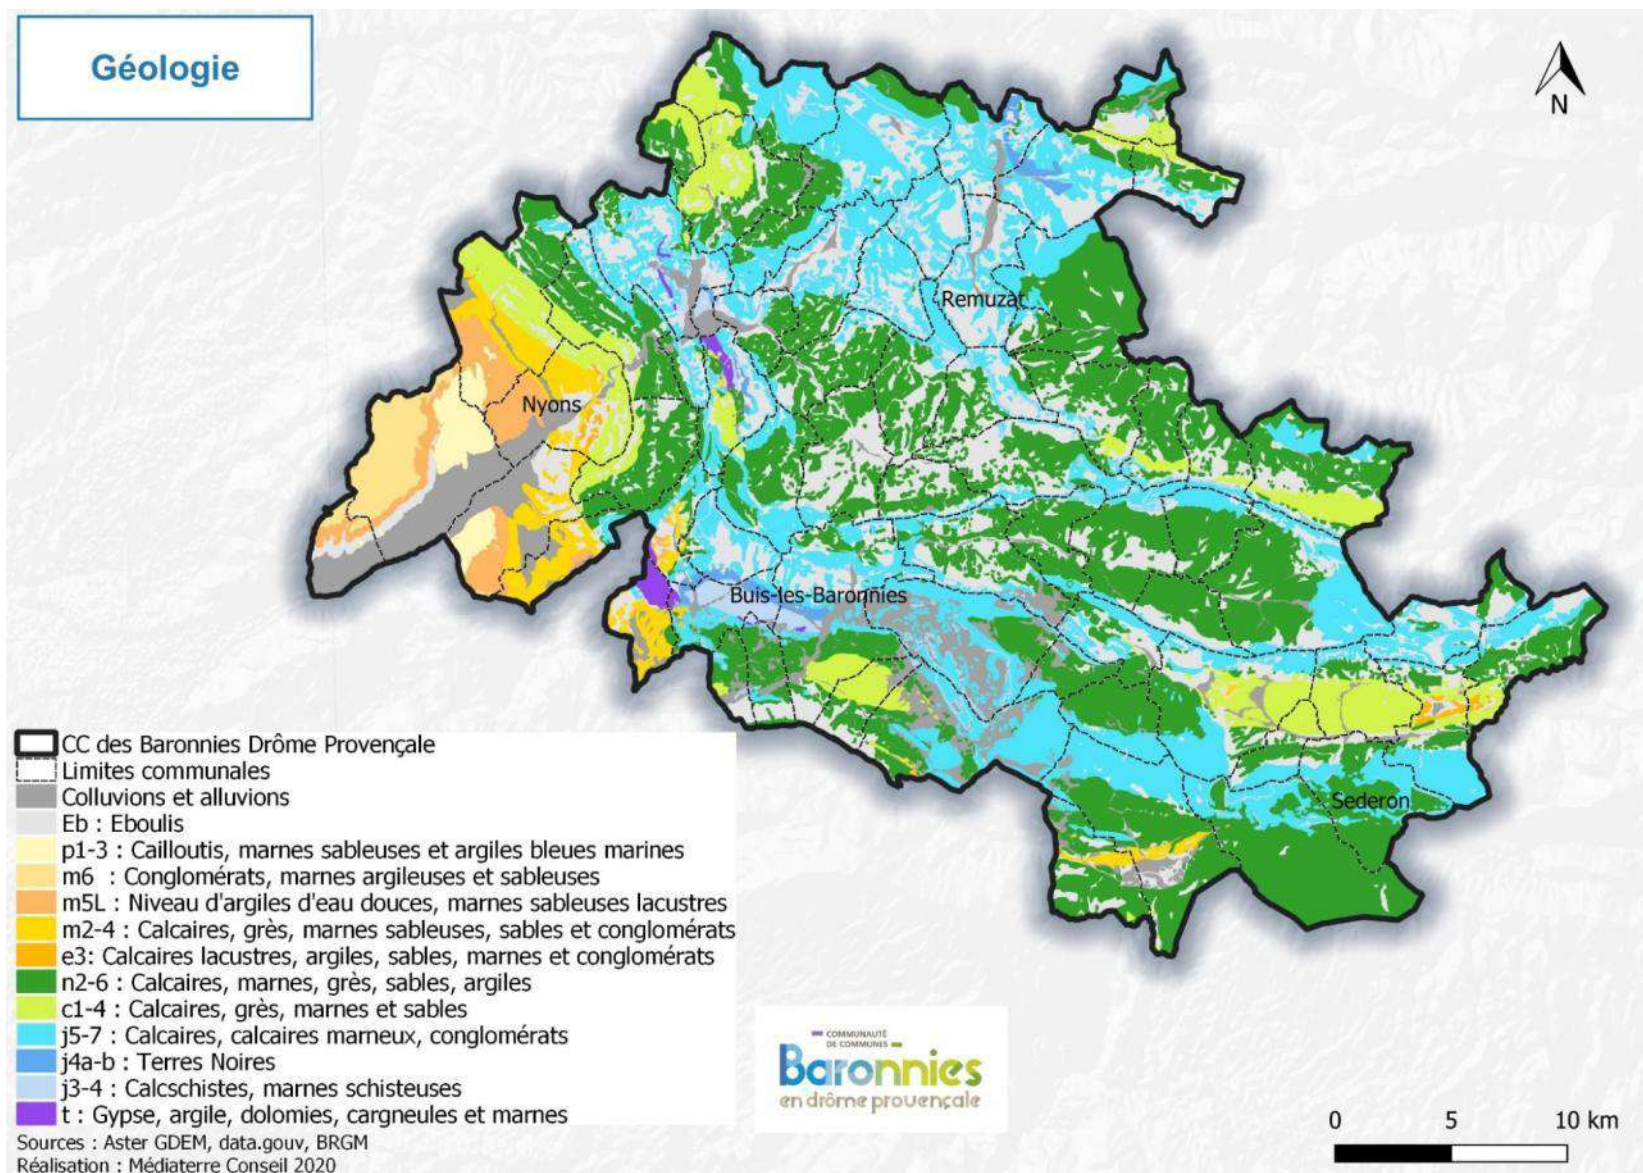 Géologie
N
Remuzat
Nyons
Buis-les-Baronnies
Sederon
CC des Baronnies Drôme Provençale
Limites communales
Colluvions et alluvions
Eb : Eboulis
p1-3 : Cailloutis, marnes sableuses et argiles bleues marines
m6 : Conglomérats, marnes argileuses et sableuses
m5L : Niveau d'argiles d'eau douces, marnes sableuses lacustres
m2-4 : Calcaires, grès, marnes sableuses, sables et conglomérats
e3: Calcaires lacustres, argiles, sables, marnes et conglomérats
n2-6 : Calcaires, marnes, grès, sables, argiles
c1-4 : Calcaires, grès, marnes et sables
j5-7 : Calcaires, calcaires marneux, conglomérats
j4a-b : Terres Noires
j3-4 : Calcschistes, marnes schisteuses
t : Gypse, argile, dolomies, cargneules et marnes
Sources : Aster GDEM, data.gouv, BRGM
Réalisation : Médiaterre Conseil 2020
COMMUNAUTÉ
DE COMMUNES
Baronnies
en drôme provençale
0 5 10 km